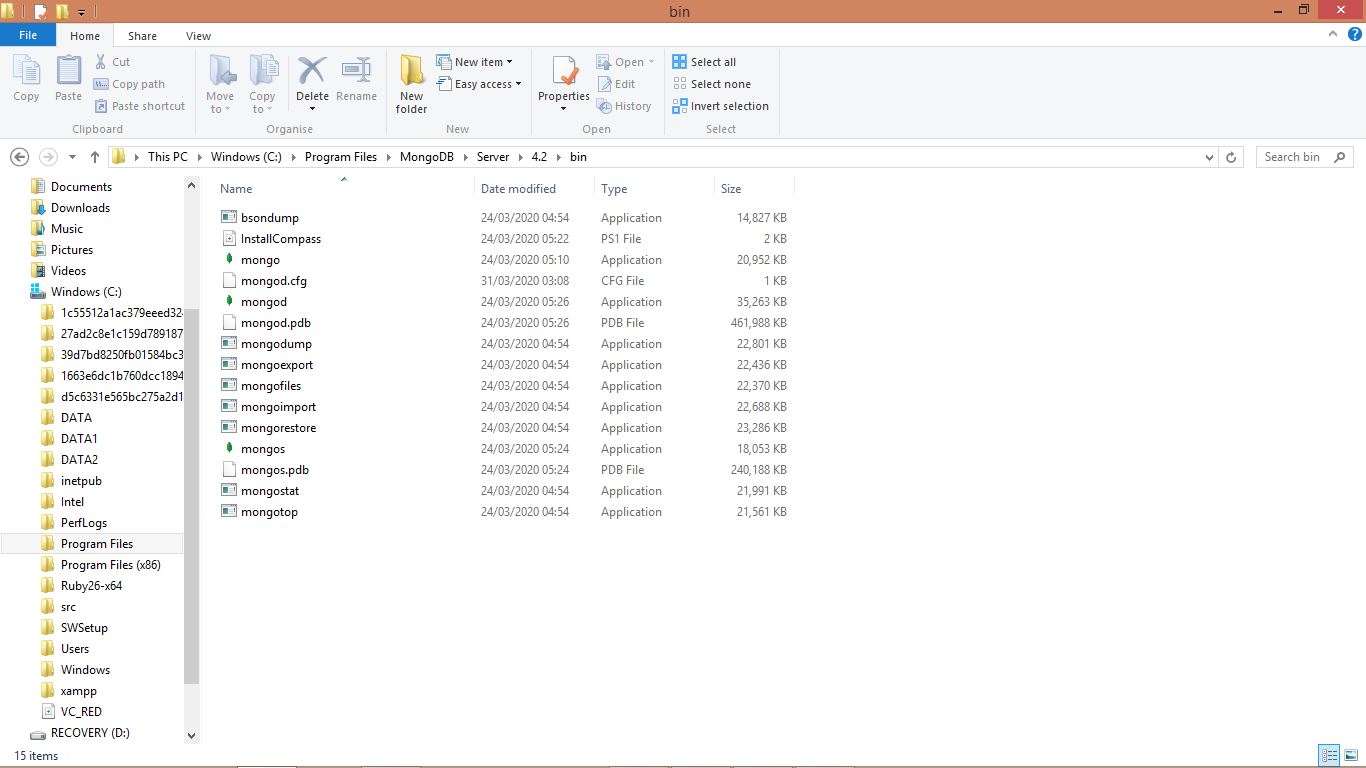 bin
File Home Share View
Copy
Paste
Cut
Copy path
Paste shortcut
Clipboard
Move to
Copy to
Delete
Rename
Organise
New folder
New item
Easy access
New
Properties
Open
Edit
History
Open
Select all
Select none
Invert selection
Select
This PC Windows (C:) Program Files MongoDB Server 4.2 bin
Search bin
Documents
Downloads
Music
Pictures
Videos
Windows (C:)
1c55512a1ac379eeed32
27ad2c8e1c159d789187
39d7bd8250fb01584bc3
1663e6dc1b760dcc1894
d5c6331e565bc275a2d1
DATA
DATA1
DATA2
inetpub
Intel
PerfLogs
Program Files
Program Files (x86)
Ruby26-x64
src
SWSetup
Users
Windows
xampp
VC_RED
RECOVERY (D:)
Name Date modified Type Size
bsondump 24/03/2020 04:54 Application 14,827 KB
InstallCompass 24/03/2020 05:22 PS1 File 2 KB
mongo 24/03/2020 05:10 Application 20,952 KB
mongod.cfg 31/03/2020 03:08 CFG File 1 KB
mongod 24/03/2020 05:26 Application 35,263 KB
mongod.pdb 24/03/2020 05:26 PDB File 461,988 KB
mongodump 24/03/2020 04:54 Application 22,801 KB
mongoexport 24/03/2020 04:54 Application 22,436 KB
mongofiles 24/03/2020 04:54 Application 22,370 KB
mongoimport 24/03/2020 04:54 Application 22,688 KB
mongorestore 24/03/2020 04:54 Application 23,286 KB
mongos 24/03/2020 05:24 Application 18,053 KB
mongos.pdb 24/03/2020 05:24 PDB File 240,188 KB
mongostat 24/03/2020 04:54 Application 21,991 KB
mongotop 24/03/2020 04:54 Application 21,561 KB
15 items